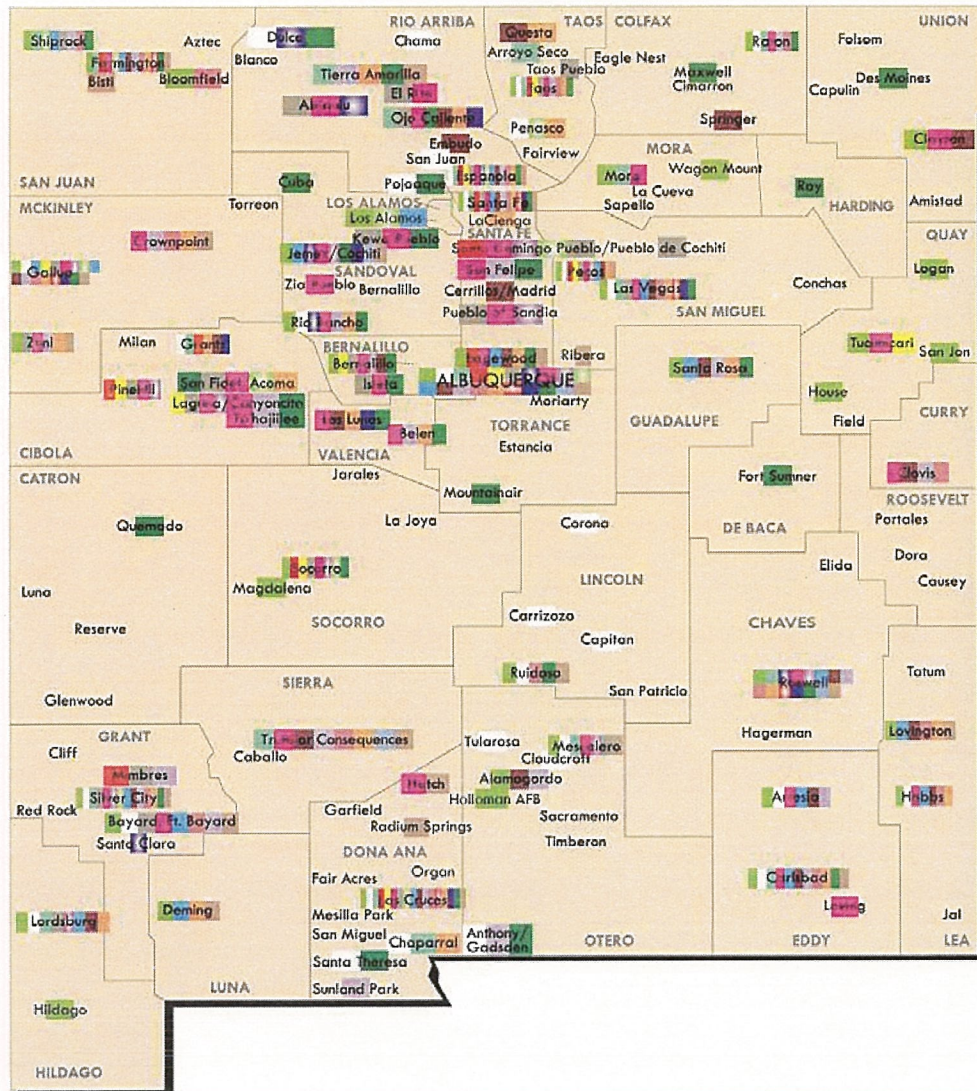 RIO ARRIBA
TAOS
COLFAX
UNION
Shiprock
Aztec
Dulce
Chama
Questa
Raton
Folsom
Farmington
Blanco
Arroyo Seco
Eagle Nest
Bisti
Bloomfield
Tierra Amarilla
Taos Pueblo
Maxwell
Des Moines
El Rito
Taos
Cimarron
Capulin
Abiquiu
Ojo Caliente
Penasco
Springer
Clayton
Embudo
Fairview
MORA
San Juan
Wagon Mount
SAN JUAN
Cuba
Pojoaque
Espanola
Mora
La Cueva
Roy
MCKINLEY
Torreon
LOS ALAMOS
Santa Fe
Sapello
HARDING
Amistad
Los Alamos
LaCienga
Crownpoint
Kewa Pueblo
SANTA FE
QUAY
Jemez/Cochiti
Santo Domingo Pueblo/Pueblo de Cochiti
Gallup
SANDOVAL
San Felipe
Pecos
Logan
Zia Pueblo
Bernalillo
Cerrillos/Madrid
Las Vegas
Conchas
Pueblo of Sandia
SAN MIGUEL
Rio Rancho
Zuni
Milan
Grants
BERNALILLO
Tucumcari
San Jon
Bernalillo
Edgewood
Ribera
Santa Rosa
Pinehill
San Fidel
Acoma
Isleta
ALBUQUERQUE
House
Laguna/Canyoncito
Moriarty
Tohajiilee
Los Lunas
Belen
TORRANCE
GUADALUPE
Field
CURRY
CIBOLA
VALENCIA
Estancia
CATRON
Jarales
Fort Sumner
Clovis
Mountainair
ROOSEVELT
Quemado
La Joya
Corona
DE BACA
Portales
Socorro
Elida
Dora
Luna
Magdalena
LINCOLN
Causey
Reserve
SOCORRO
Carrizozo
CHAVES
Capitan
Ruidoso
Tatum
SIERRA
Roswell
Glenwood
San Patricio
GRANT
Truth or Consequences
Tularosa
Mescalero
Hagerman
Lovington
Cliff
Caballo
Cloudcroft
Mimbres
Hatch
Alamogordo
Silver City
Holloman AFB
Artesia
Hobbs
Red Rock
Garfield
Bayard, Ft. Bayard
Radium Springs
Sacramento
Santa Clara
Timberon
DONA ANA
Fair Acres
Organ
Carlsbad
Las Cruces
Loving
Lordsburg
Deming
Mesilla Park
Jal
San Miguel
Chaparral
Anthony/
Gadsden
OTERO
EDDY
LEA
Santa Theresa
LUNA
Sunland Park
Hildago
HILDAGO